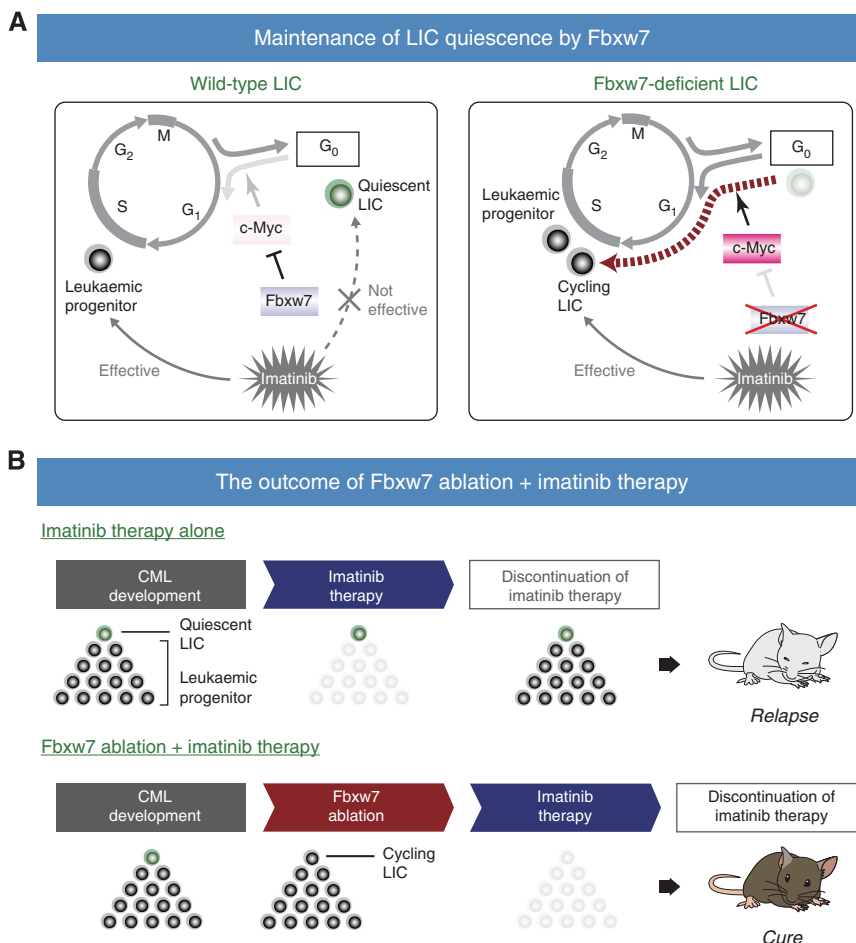 A
Maintenance of LIC quiescence by Fbxw7
Wild-type LIC
M
G2
G0
S
G1
Quiescent
LIC
c-Myc
Leukaemic
progenitor
Fbxw7
Not
effective
Effective
Imatinib
Fbxw7-deficient LIC
M
G2
G0
Leukaemic
progenitor
S
G1
c-Myc
Cycling
LIC
Fbxw7
Effective
Imatinib
B
The outcome of Fbxw7 ablation + imatinib therapy
Imatinib therapy alone
CML
development
Imatinib
therapy
Discontinuation of
imatinib therapy
Quiescent
LIC
Leukaemic
progenitor
Relapse
Fbxw7 ablation + imatinib therapy
CML
development
Fbxw7
ablation
Imatinib
therapy
Discontinuation of
imatinib therapy
Cycling
LIC
Cure